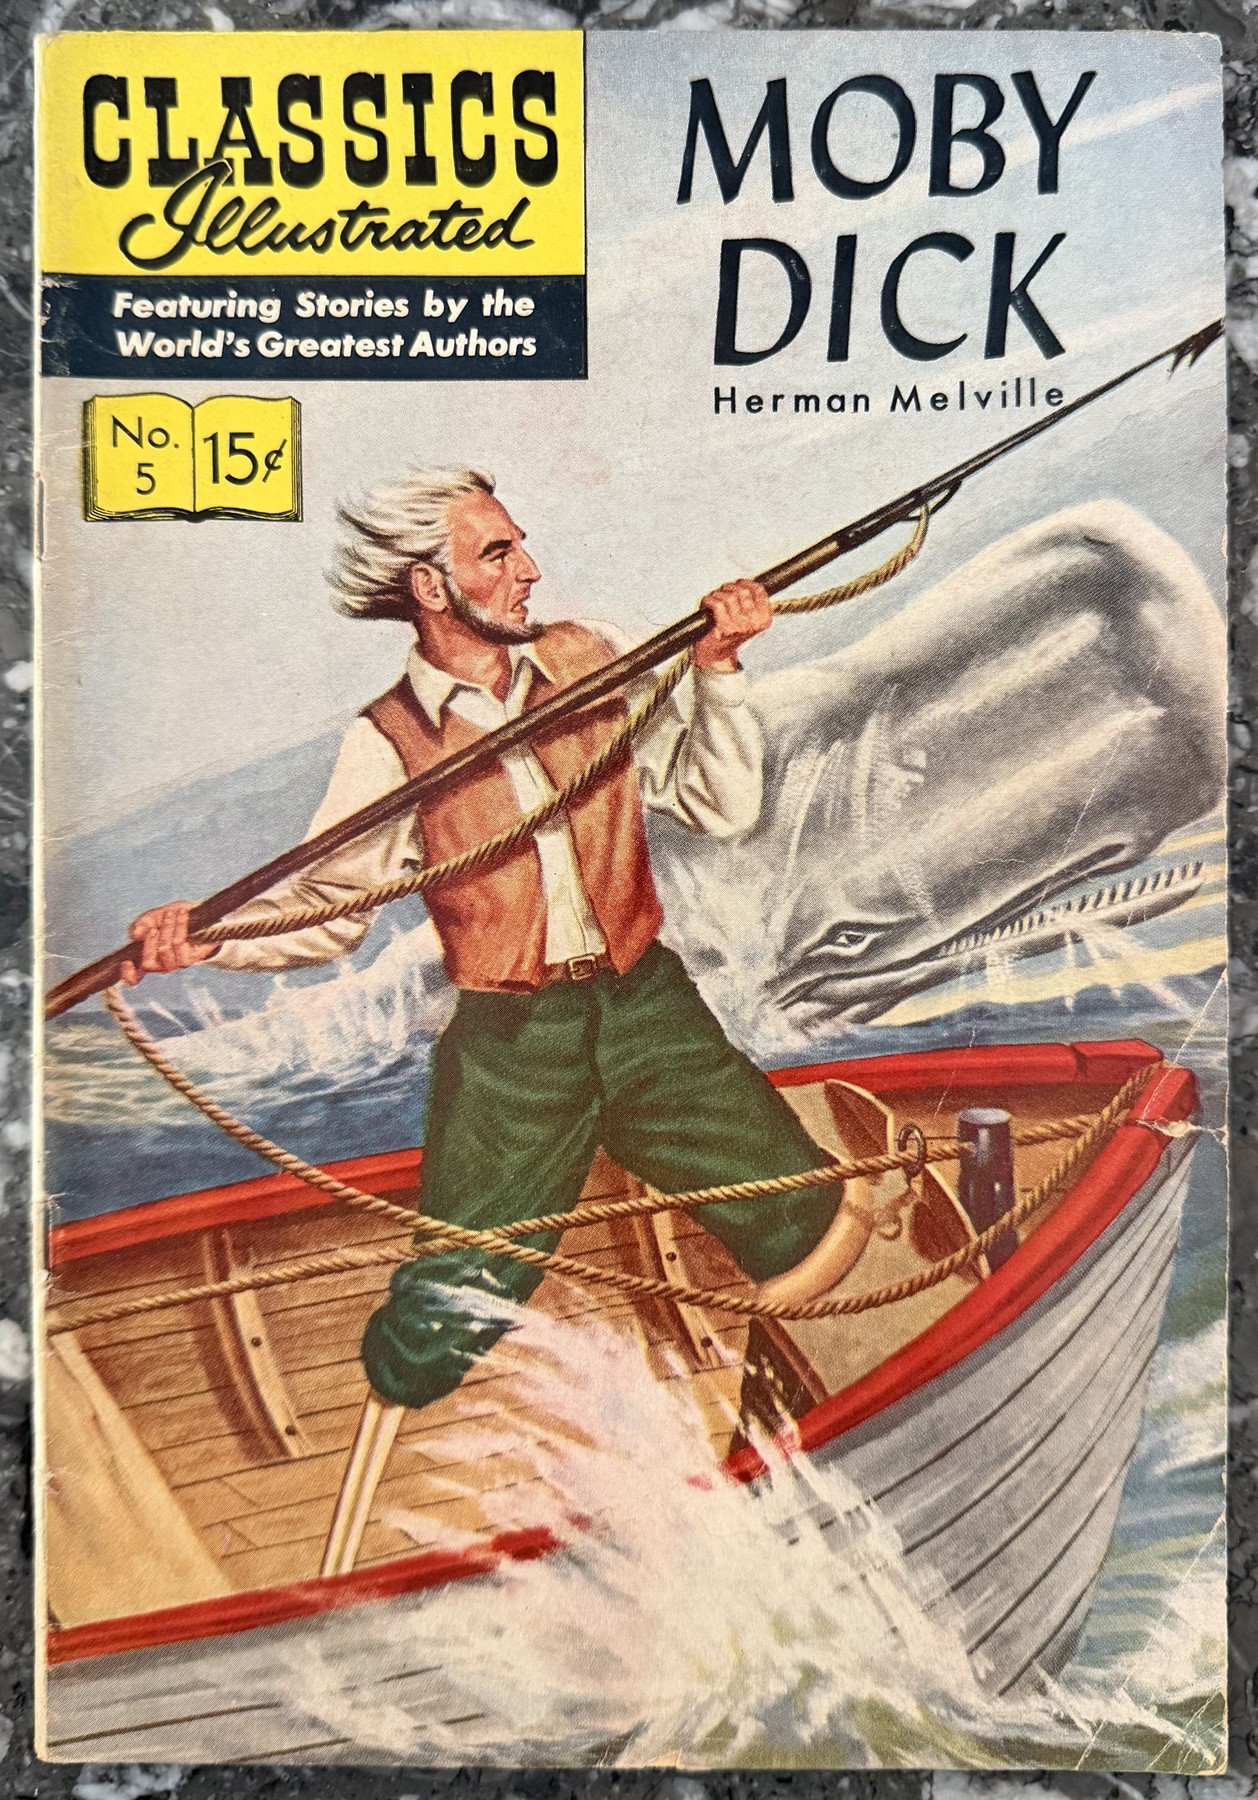 CLASSICS
Illustrated
Featuring Stories by the
World's Greatest Authors
No.
5
15¢
MOBY
DICK
Herman Melville